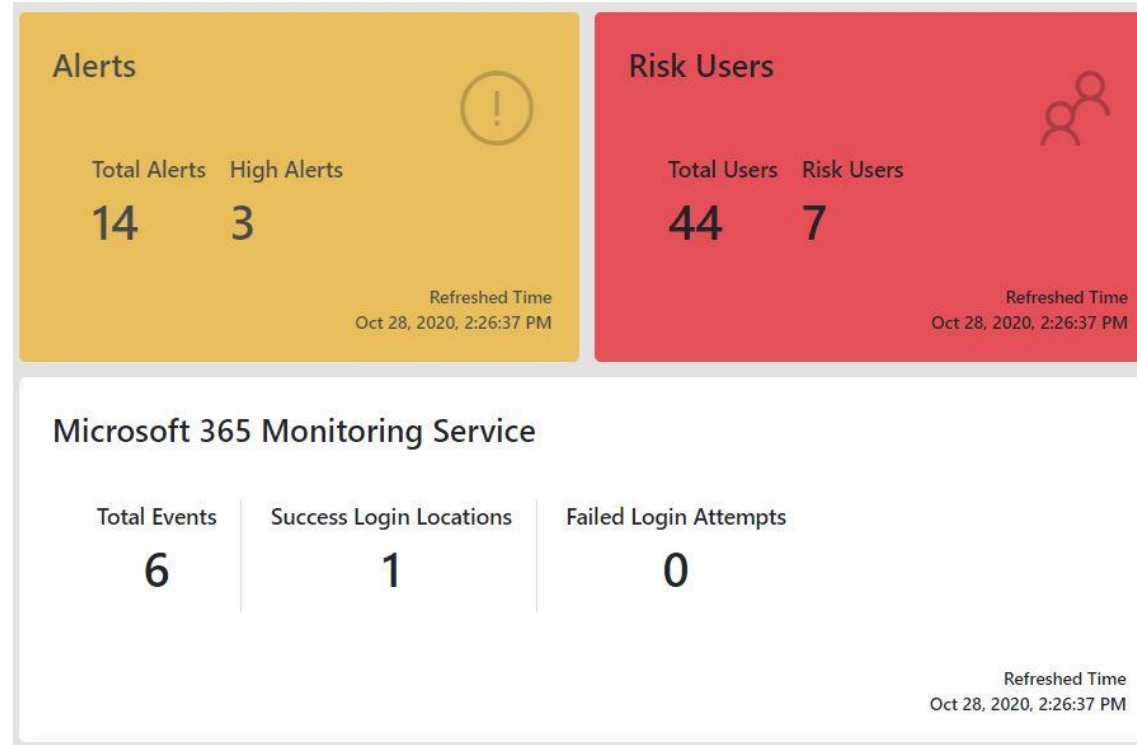 Alerts
Total Alerts High Alerts
14 3
Refreshed Time
Oct 28, 2020, 2:26:37 PM
Risk Users
Total Users Risk Users
44 7
Refreshed Time
Oct 28, 2020, 2:26:37 PM
Microsoft 365 Monitoring Service
Total Events Success Login Locations Failed Login Attempts
6 1 0
Refreshed Time
Oct 28, 2020, 2:26:37 PM